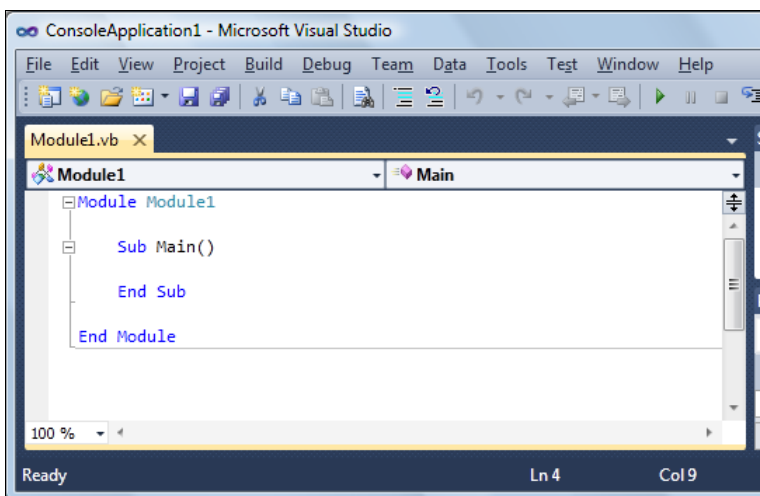 ConsoleApplication1 - Microsoft Visual Studio
File Edit View Project Build Debug Team Data Tools Test Window Help
Module1.vb
Module1 Main
Module Module1
Sub Main()
End Sub
End Module
100 %
Ready Ln 4 Col 9